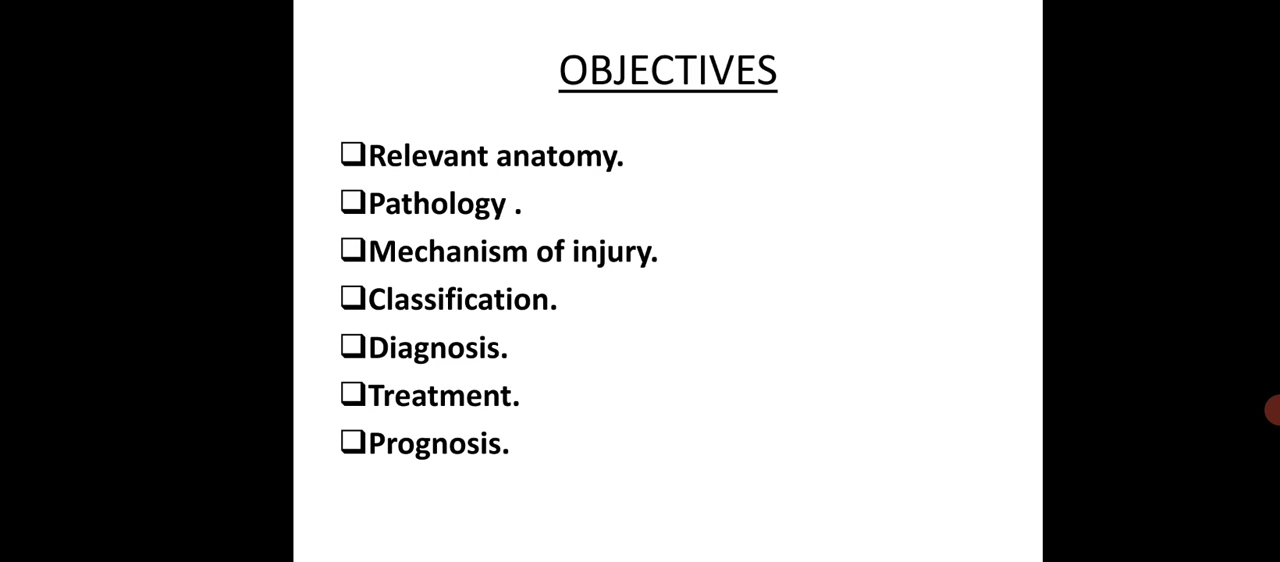 OBJECTIVES
❑Relevant anatomy.
❑Pathology .
❑Mechanism of injury.
❑Classification.
❑Diagnosis.
❑Treatment.
❑Prognosis.